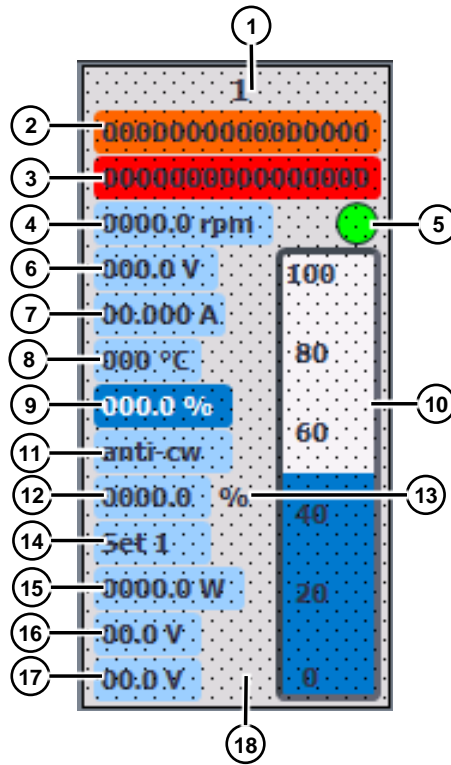 1
1
2 00000000000000000
3 00000000000000000
4 0000.0 rpm 5
6 000.0 V 100
7 00.000 A
8 000 °C 80
9 000.0 % 10
60
11 anti-cw
12 0000.0 % 13
40
14 Set 1
15 0000.0 W 20
16 00.0 V
17 00.0 V 0
18